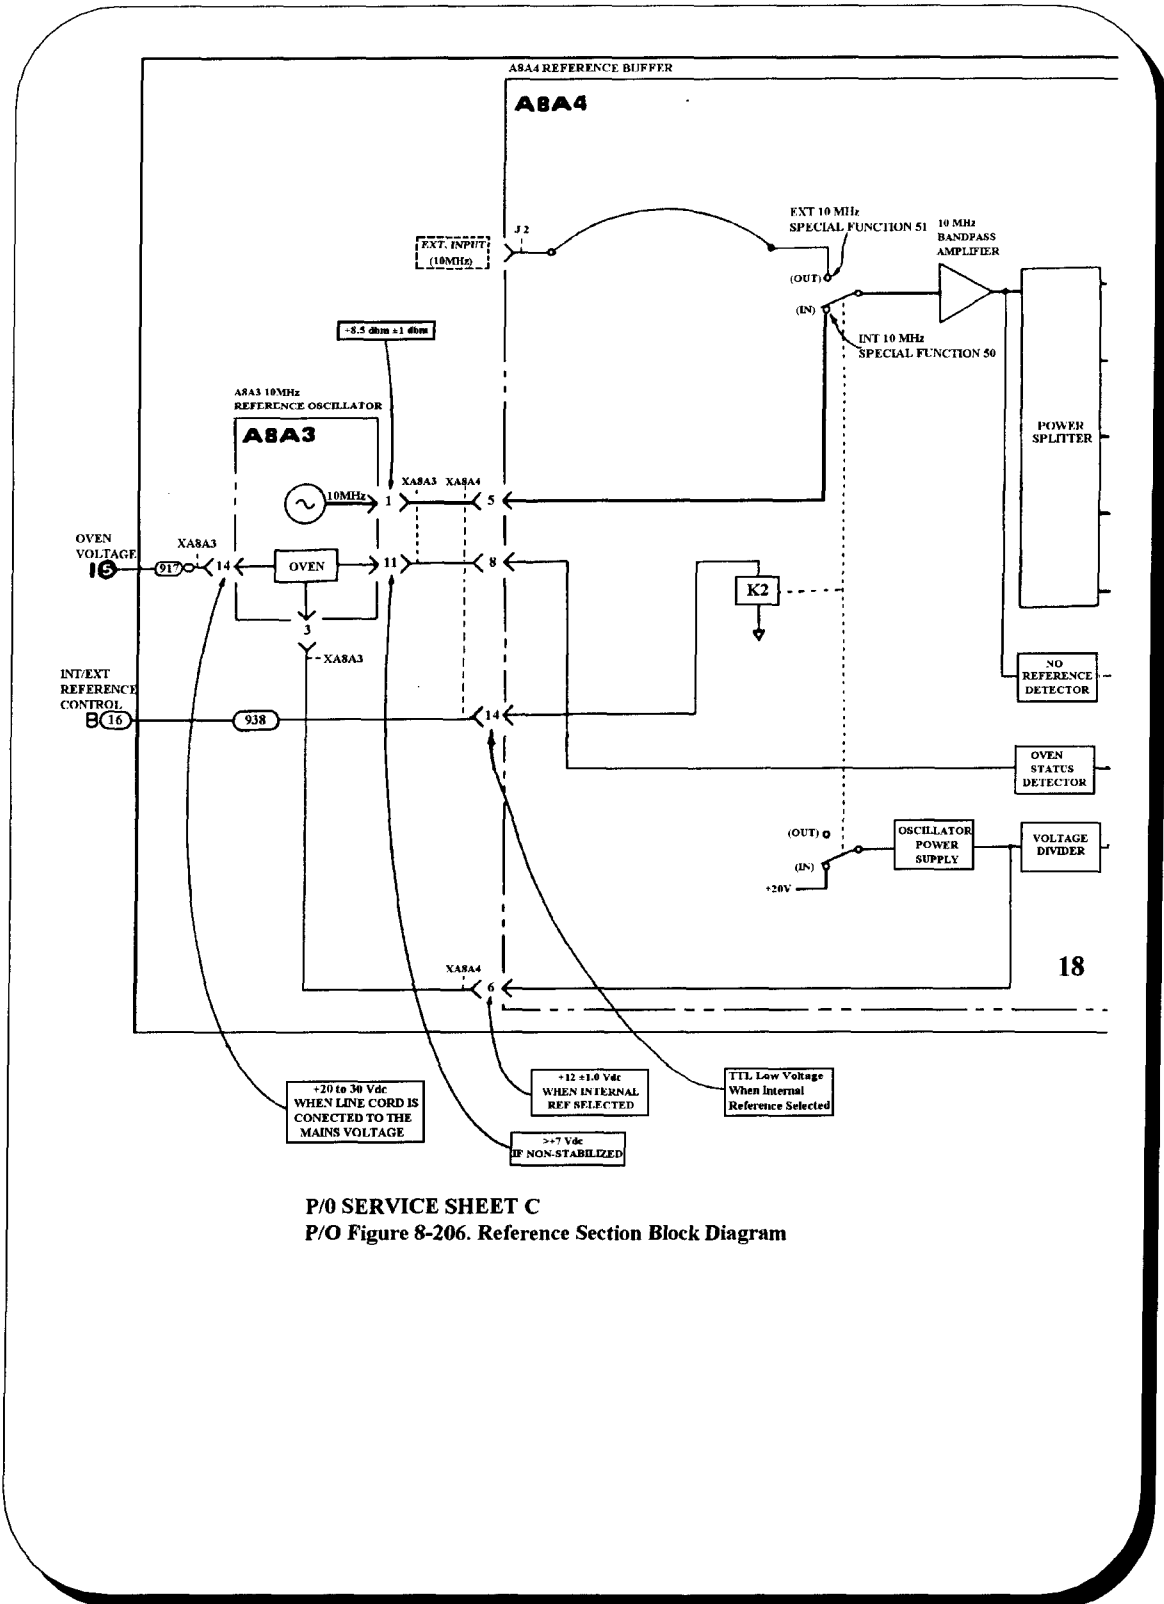 A8A4 REFERENCE BUFFER
A8A4
J2
EXT. INPUT
(10MHz)
EXT 10 MHz
SPECIAL FUNCTION 51
10 MHz
BANDPASS
AMPLIFIER
(OUT)
(IN)
INT 10 MHz
SPECIAL FUNCTION 50
+8.5 dbm ±1 dbm
A8A3 10MHz
REFERENCE OSCILLATOR
A8A3
POWER
SPLITTER
XA8A3
XA8A4
10MHz
1
5
OVEN
VOLTAGE
XA8A3
917
14
OVEN
11
8
K2
3
XA8A3
INT/EXT
REFERENCE
CONTROL
B 16
938
14
NO
REFERENCE
DETECTOR
OVEN
STATUS
DETECTOR
(OUT)
(IN)
+20V
OSCILLATOR
POWER
SUPPLY
VOLTAGE
DIVIDER
XA8A4
6
18
+20 to 30 Vdc
WHEN LINE CORD IS
CONECTED TO THE
MAINS VOLTAGE
+12 ±1.0 Vdc
WHEN INTERNAL
REF SELECTED
TTL Low Voltage
When Internal
Reference Selected
>+7 Vdc
IF NON-STABILIZED
P/0 SERVICE SHEET C
P/O Figure 8-206. Reference Section Block Diagram